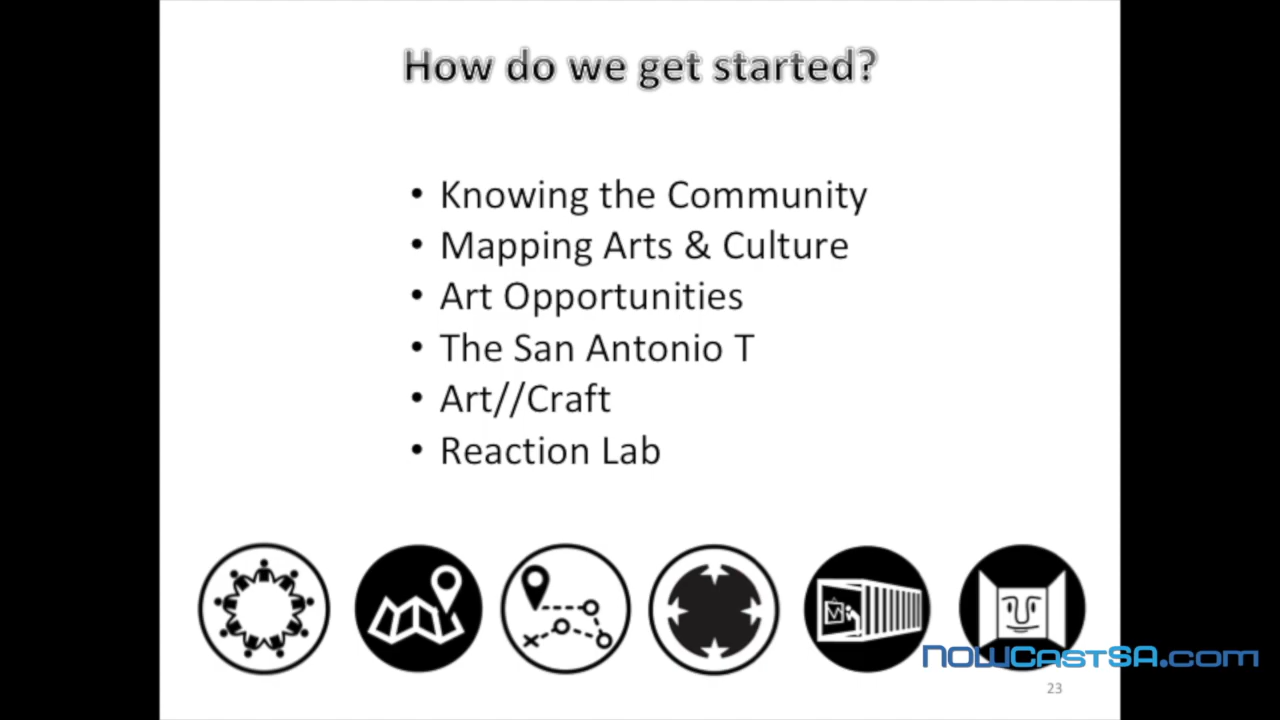 How do we get started?
• Knowing the Community
• Mapping Arts & Culture
• Art Opportunities
• The San Antonio T
• Art//Craft
• Reaction Lab
NOWCASTSA.COM
23